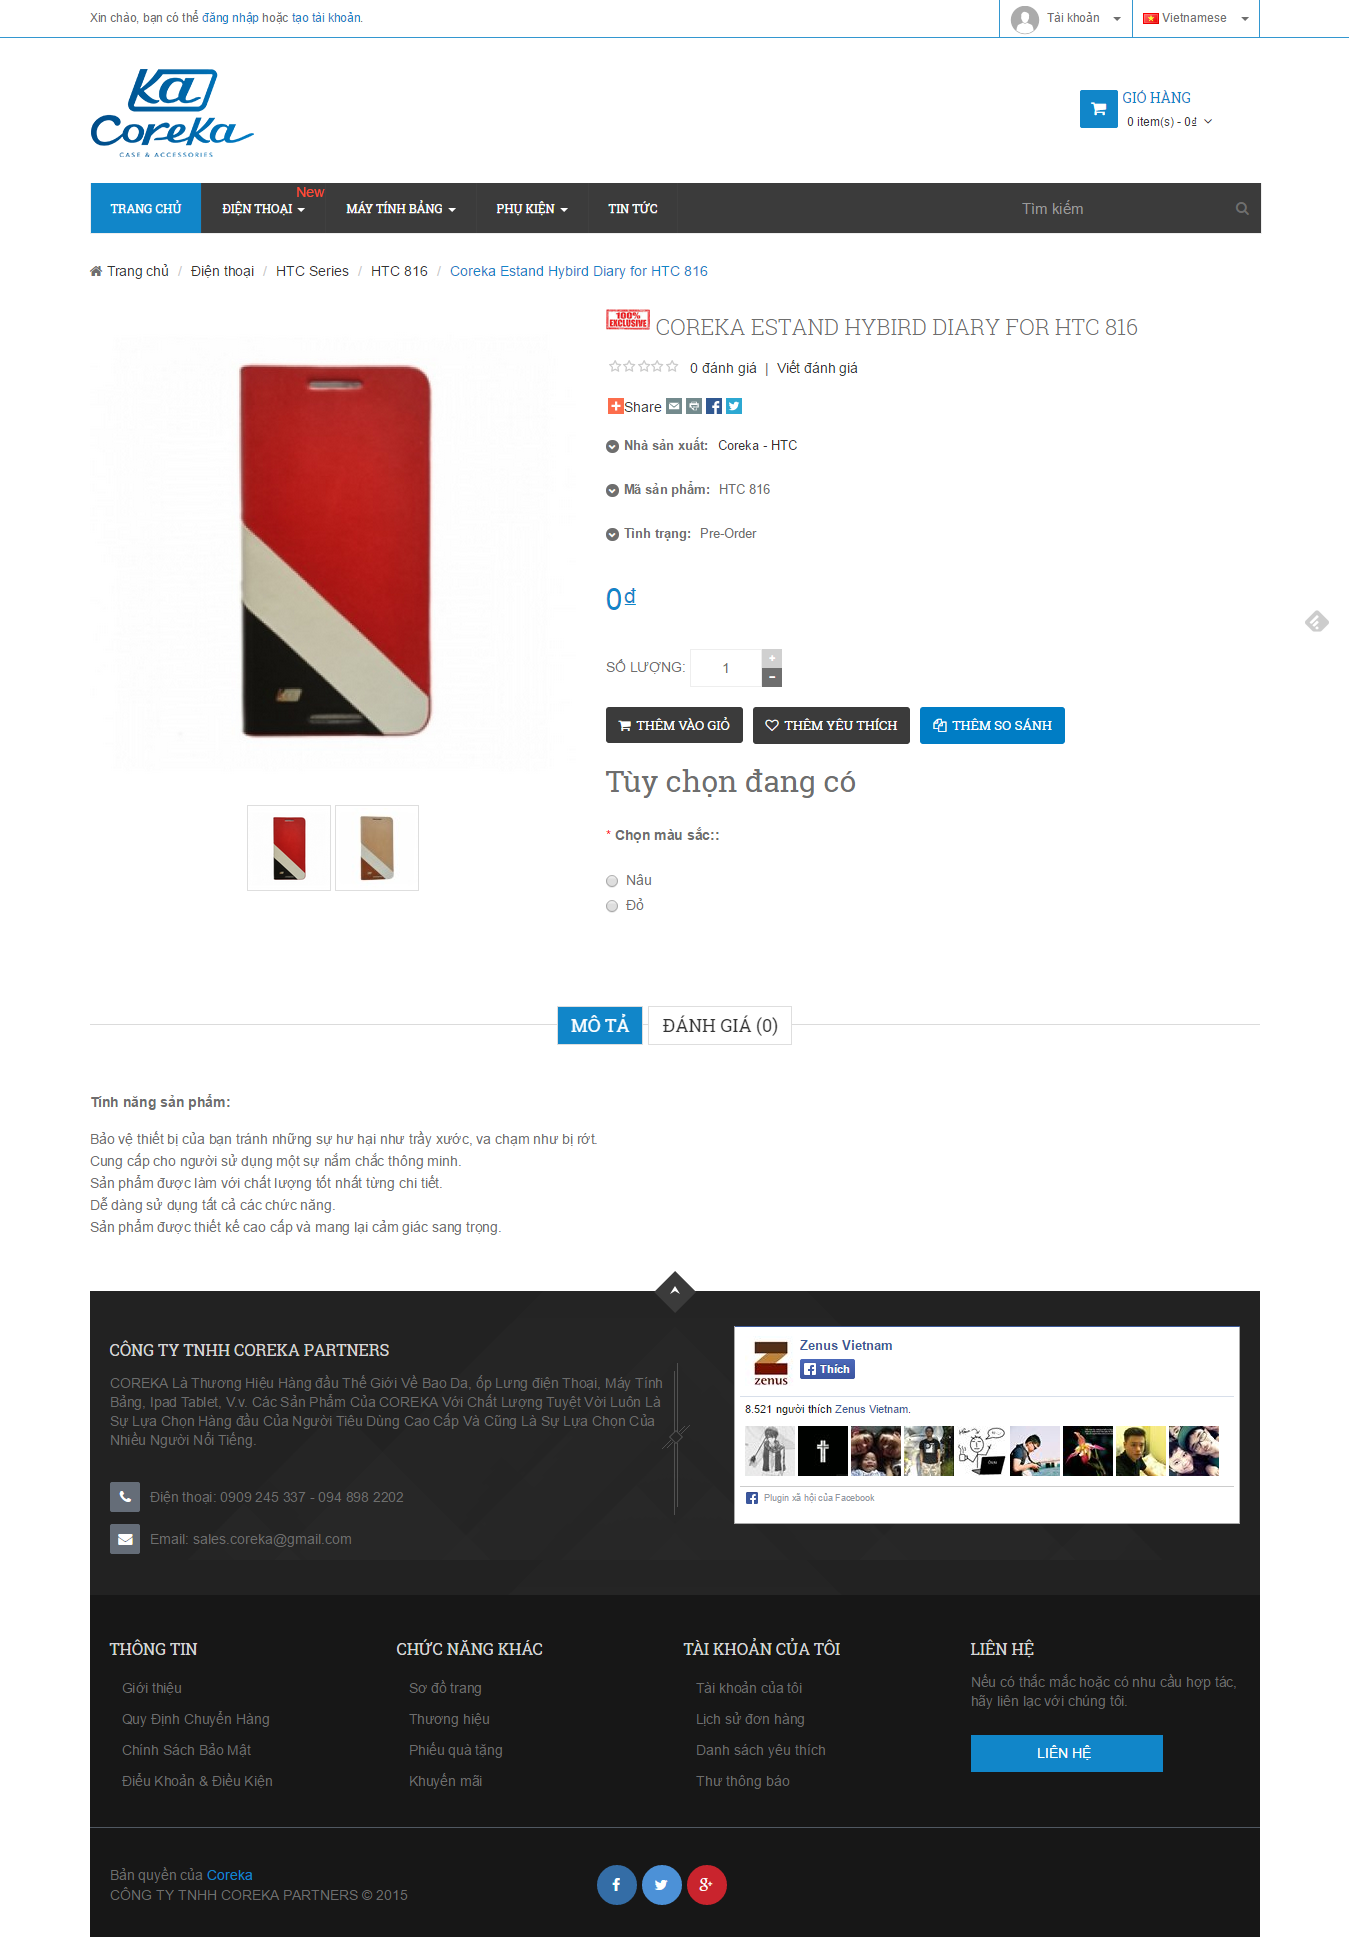 Xin chào, bạn có thể đăng nhập hoặc tạo tài khoản.
Tài khoản
Vietnamese
Ka
CoreKa
CASE & ACCESSORIES
GIỎ HÀNG
0 item(s) - 0₫
TRANG CHỦ
ĐIỆN THOẠI
New
MÁY TÍNH BẢNG
PHỤ KIỆN
TIN TỨC
Tìm kiếm
Trang chủ / Điện thoại / HTC Series / HTC 816 / Coreka Estand Hybird Diary for HTC 816
100% EXCLUSIVE
COREKA ESTAND HYBIRD DIARY FOR HTC 816
0 đánh giá | Viết đánh giá
Share
Nhà sản xuất: Coreka - HTC
Mã sản phẩm: HTC 816
Tình trạng: Pre-Order
0₫
SỐ LƯỢNG: 1
THÊM VÀO GIỎ
THÊM YÊU THÍCH
THÊM SO SÁNH
Tùy chọn đang có
* Chọn màu sắc::
Nâu
Đỏ
MÔ TẢ
ĐÁNH GIÁ (0)
Tính năng sản phẩm:
Bảo vệ thiết bị của bạn tránh những sự hư hại như trầy xước, va chạm như bị rớt.
Cung cấp cho người sử dụng một sự nắm chắc thông minh.
Sản phẩm được làm với chất lượng tốt nhất từng chi tiết.
Dễ dàng sử dụng tất cả các chức năng.
Sản phẩm được thiết kế cao cấp và mang lại cảm giác sang trọng.
CÔNG TY TNHH COREKA PARTNERS
COREKA Là Thương Hiệu Hàng đầu Thế Giới Về Bao Da, ốp Lưng điện Thoại, Máy Tính
Bảng, Ipad Tablet, V.v. Các Sản Phẩm Của COREKA Với Chất Lượng Tuyệt Vời Luôn Là
Sự Lựa Chọn Hàng đầu Của Người Tiêu Dùng Cao Cấp Và Cũng Là Sự Lựa Chọn Của
Nhiều Người Nổi Tiếng.
Điện thoại: 0909 245 337 - 094 898 2202
Email: sales.coreka@gmail.com
zenus
Zenus Vietnam
Thích
8.521 người thích Zenus Vietnam.
Plugin xã hội của Facebook
THÔNG TIN
Giới thiệu
Quy Định Chuyển Hàng
Chính Sách Bảo Mật
Điều Khoản & Điều Kiện
CHỨC NĂNG KHÁC
Sơ đồ trang
Thương hiệu
Phiếu quà tặng
Khuyến mãi
TÀI KHOẢN CỦA TÔI
Tài khoản của tôi
Lịch sử đơn hàng
Danh sách yêu thích
Thư thông báo
LIÊN HỆ
Nếu có thắc mắc hoặc có nhu cầu hợp tác,
hãy liên lạc với chúng tôi.
LIÊN HỆ
Bản quyền của Coreka
CÔNG TY TNHH COREKA PARTNERS © 2015